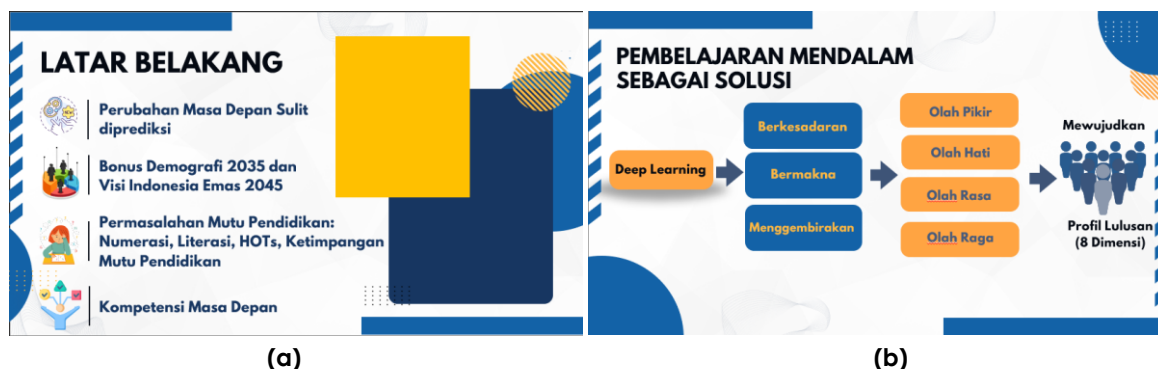 LATAR BELAKANG
Perubahan Masa Depan Sulit
diprediksi
Bonus Demografi 2035 dan
Visi Indonesia Emas 2045
Permasalahan Mutu Pendidikan:
Numerasi, Literasi, HOTs, Ketimpangan
Mutu Pendidikan
Kompetensi Masa Depan
(a)
PEMBELAJARAN MENDALAM
SEBAGAI SOLUSI
Deep Learning
Berkesadaran
Bermakna
Menggembirakan
Olah Pikir
Olah Hati
Olah Rasa
Olah Raga
Mewujudkan
Profil Lulusan
(8 Dimensi)
(b)